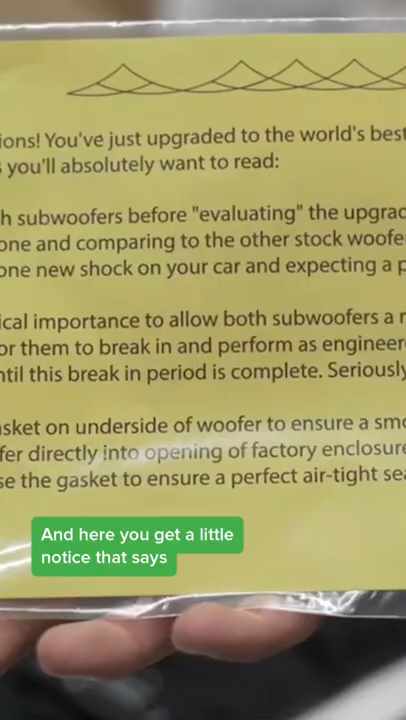 ions! You've just upgraded to the world's best
you'll absolutely want to read:
h subwoofers before "evaluating" the upgrad
one and comparing to the other stock woofe
one new shock on your car and expecting a p
ical importance to allow both subwoofers a
or them to break in and perform as engineer
ntil this break in period is complete. Seriously
asket on underside of woofer to ensure a smo
fer directly into opening of factory enclosure
se the gasket to ensure a perfect air-tight sea
And here you get a little
notice that says